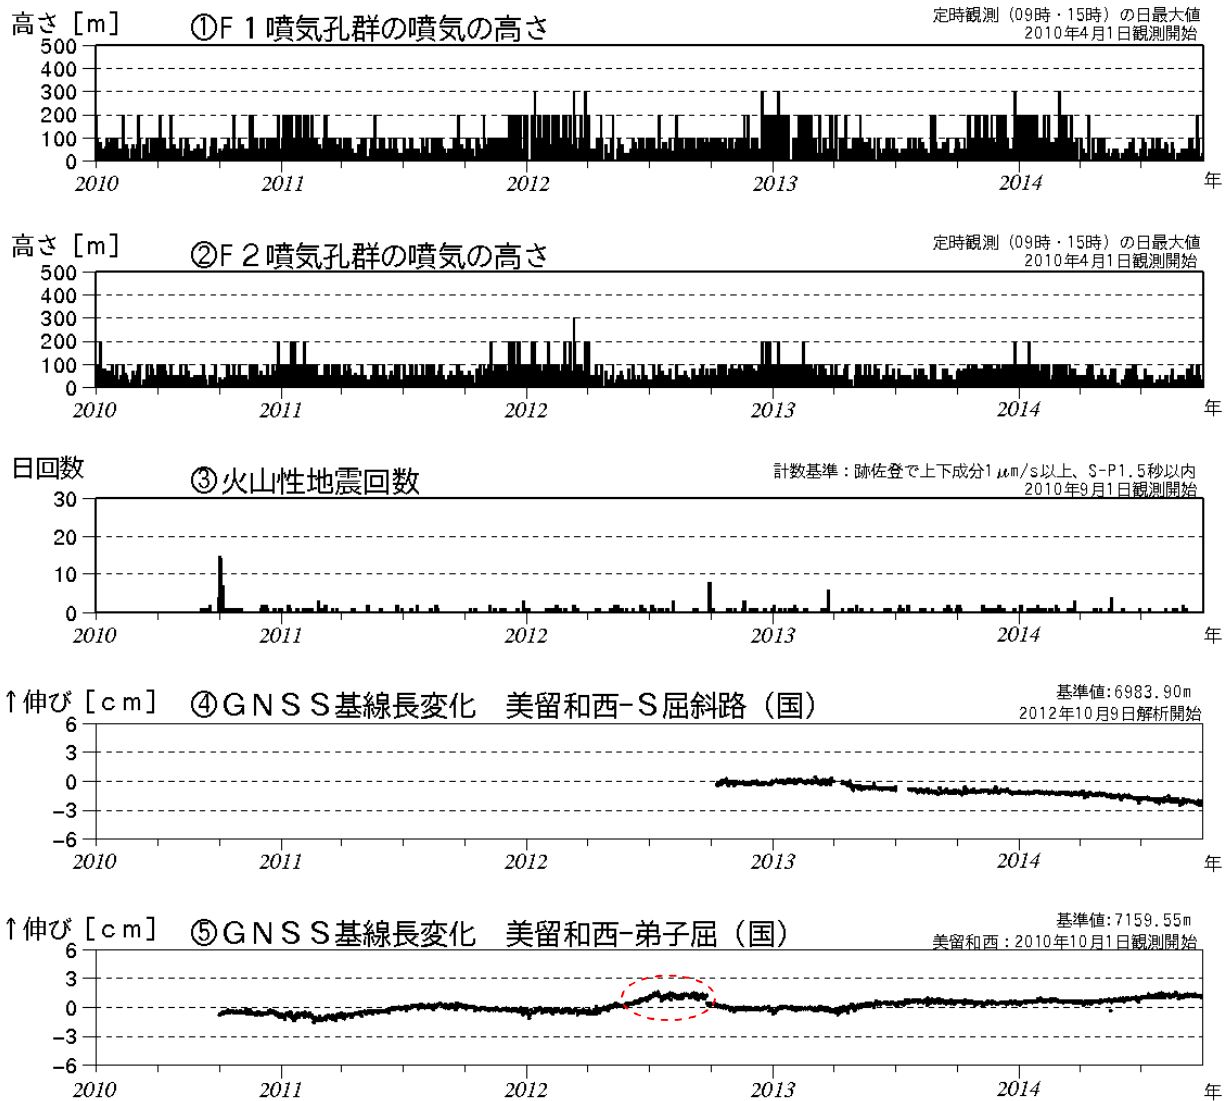 高さ [m] ①F1噴気孔群の噴気の高さ 定時観測（09時・15時）の日最大値
2010年4月1日観測開始
500
400
300
200
100
0
2010 2011 2012 2013 2014 年
高さ [m] ②F2噴気孔群の噴気の高さ 定時観測（09時・15時）の日最大値
2010年4月1日観測開始
500
400
300
200
100
0
2010 2011 2012 2013 2014 年
日回数 ③火山性地震回数 計数基準：跡佐登で上下成分1μm/s以上、S-P1.5秒以内
2010年9月1日観測開始
30
20
10
0
2010 2011 2012 2013 2014 年
↑伸び [cm] ④GNSS基線長変化 美留和西-S屈斜路（国） 基準値:6983.90m
2012年10月9日解析開始
6
3
0
-3
-6
2010 2011 2012 2013 2014 年
↑伸び [cm] ⑤GNSS基線長変化 美留和西-弟子屈（国） 基準値:7159.55m
美留和西：2010年10月1日観測開始
6
3
0
-3
-6
2010 2011 2012 2013 2014 年